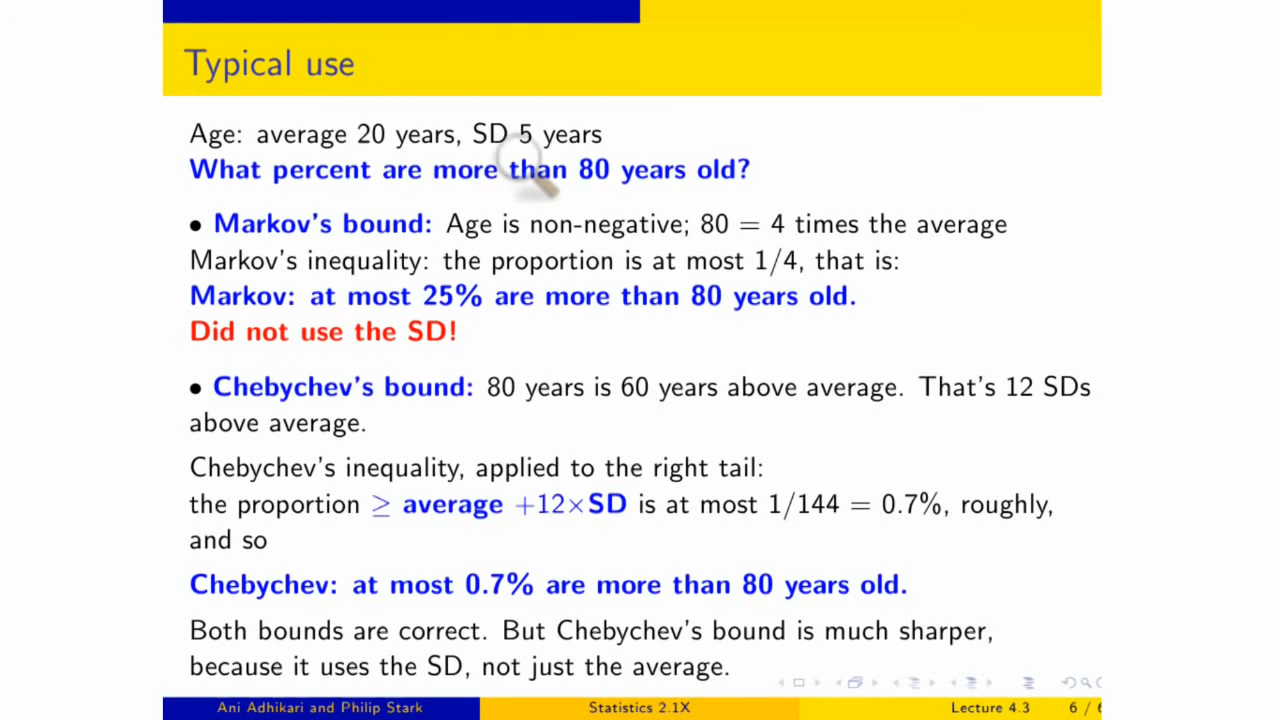 Typical use
Age: average 20 years, SD 5 years
What percent are more than 80 years old?
• Markov's bound: Age is non-negative; 80 = 4 times the average
Markov's inequality: the proportion is at most 1/4, that is:
Markov: at most 25% are more than 80 years old.
Did not use the SD!
• Chebychev's bound: 80 years is 60 years above average. That's 12 SDs
above average.
Chebychev's inequality, applied to the right tail:
the proportion ≥ average +12×SD is at most 1/144 = 0.7%, roughly,
and so
Chebychev: at most 0.7% are more than 80 years old.
Both bounds are correct. But Chebychev's bound is much sharper,
because it uses the SD, not just the average.
Ani Adhikari and Philip Stark Statistics 2.1X Lecture 4.3 6 /